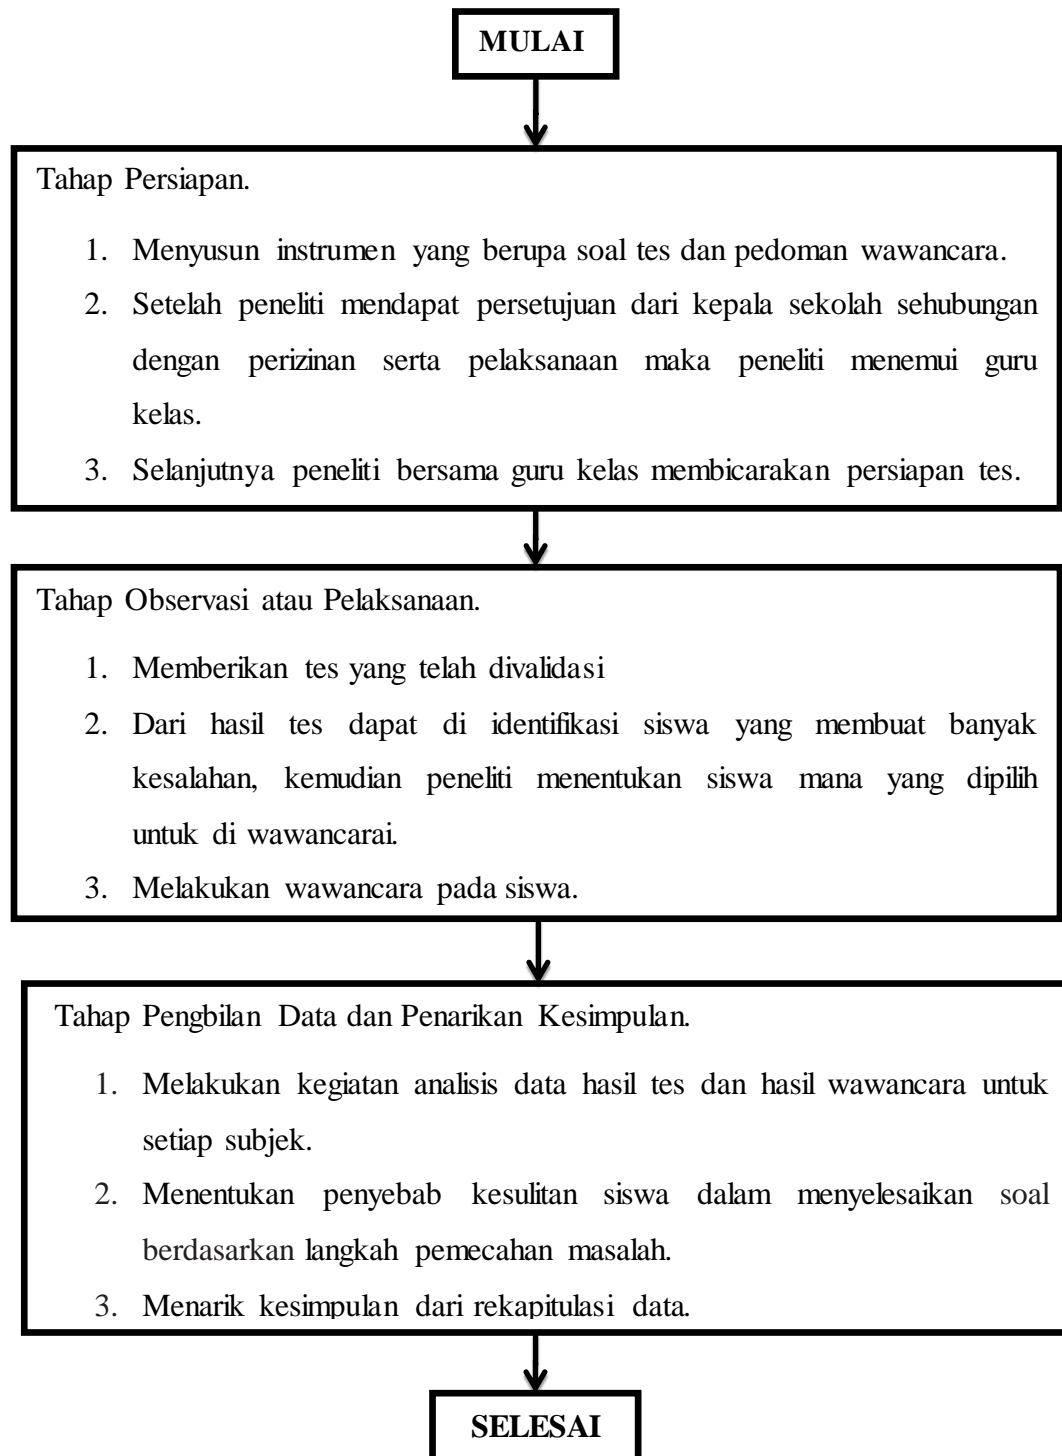 MULAI
Tahap Persiapan.
1. Menyusun instrumen yang berupa soal tes dan pedoman wawancara.
2. Setelah peneliti mendapat persetujuan dari kepala sekolah sehubungan
dengan perizinan serta pelaksanaan maka peneliti menemui guru
kelas.
3. Selanjutnya peneliti bersama guru kelas membicarakan persiapan tes.
Tahap Observasi atau Pelaksanaan.
1. Memberikan tes yang telah divalidasi
2. Dari hasil tes dapat di identifikasi siswa yang membuat banyak
kesalahan, kemudian peneliti menentukan siswa mana yang dipilih
untuk di wawancarai.
3. Melakukan wawancara pada siswa.
Tahap Pengbilan Data dan Penarikan Kesimpulan.
1. Melakukan kegiatan analisis data hasil tes dan hasil wawancara untuk
setiap subjek.
2. Menentukan penyebab kesulitan siswa dalam menyelesaikan soal
berdasarkan langkah pemecahan masalah.
3. Menarik kesimpulan dari rekapitulasi data.
SELESAI